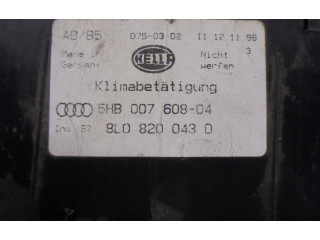 AB/B5 075-03-02 11 12 11 98
Made in HELLA Nicht 3
Germany werfen
Klimabetätigung
5HB 007 608-04
Ind 57 8L0 820 043 D